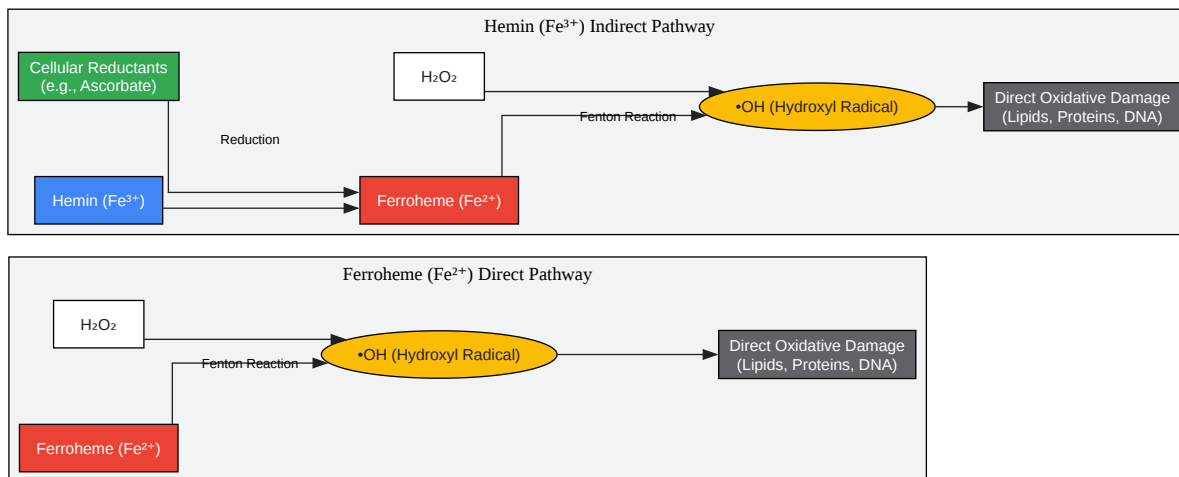 Hemin (Fe³⁺) Indirect Pathway
Cellular Reductants
(e.g., Ascorbate)
H₂O₂
•OH (Hydroxyl Radical)
Direct Oxidative Damage
(Lipids, Proteins, DNA)
Fenton Reaction
Reduction
Hemin (Fe³⁺)
Ferroheme (Fe²⁺)
Ferroheme (Fe²⁺) Direct Pathway
H₂O₂
•OH (Hydroxyl Radical)
Direct Oxidative Damage
(Lipids, Proteins, DNA)
Fenton Reaction
Ferroheme (Fe²⁺)